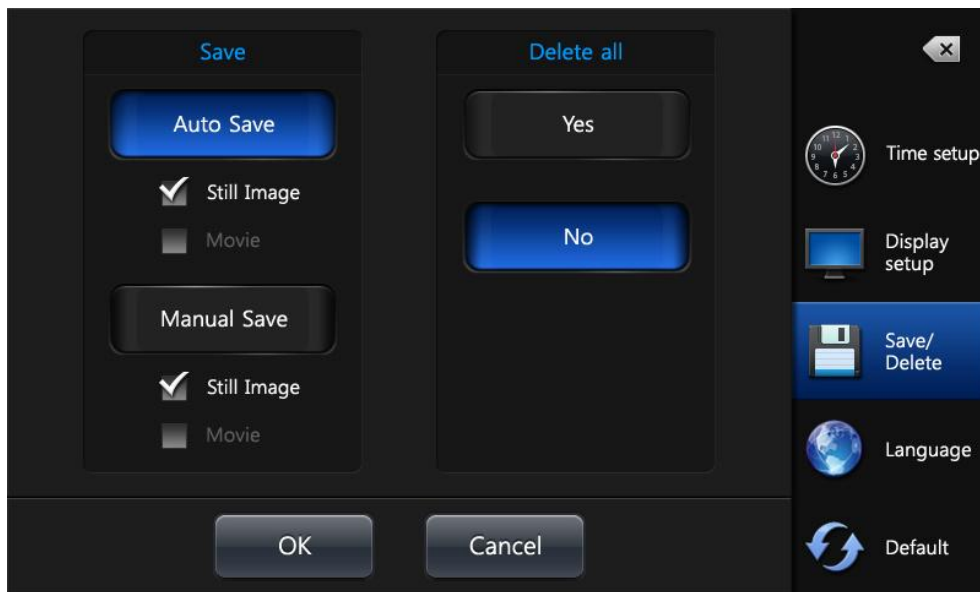 Save
Auto Save
Still Image
Movie
Manual Save
Still Image
Movie
Delete all
Yes
No
OK
Cancel
Time setup
Display
setup
Save/
Delete
Language
Default